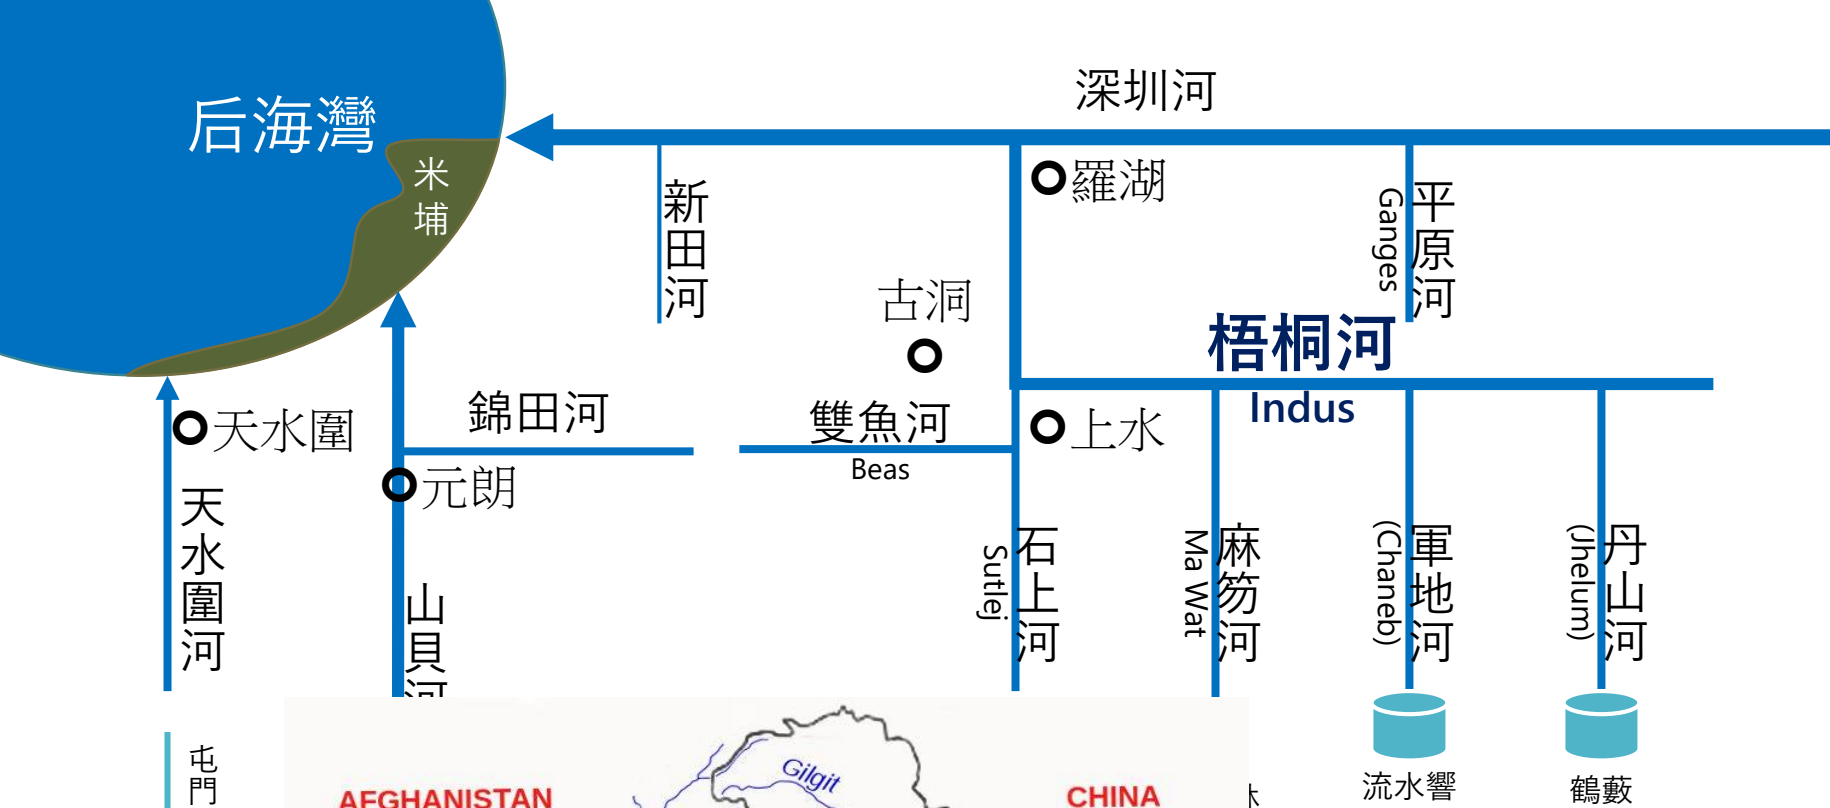 深圳河
后海灣
米埔
羅湖
新田河
平原河
Ganges
古洞
梧桐河
Indus
天水圍
錦田河
雙魚河
Beas
上水
元朗
天水圍河
山貝河
石上河
Sutlej
麻笏河
Ma Wat
軍地河
(Chaneb)
丹山河
(Jhelum)
屯門
Gilgit
AFGHANISTAN
CHINA
流水響
鶴藪